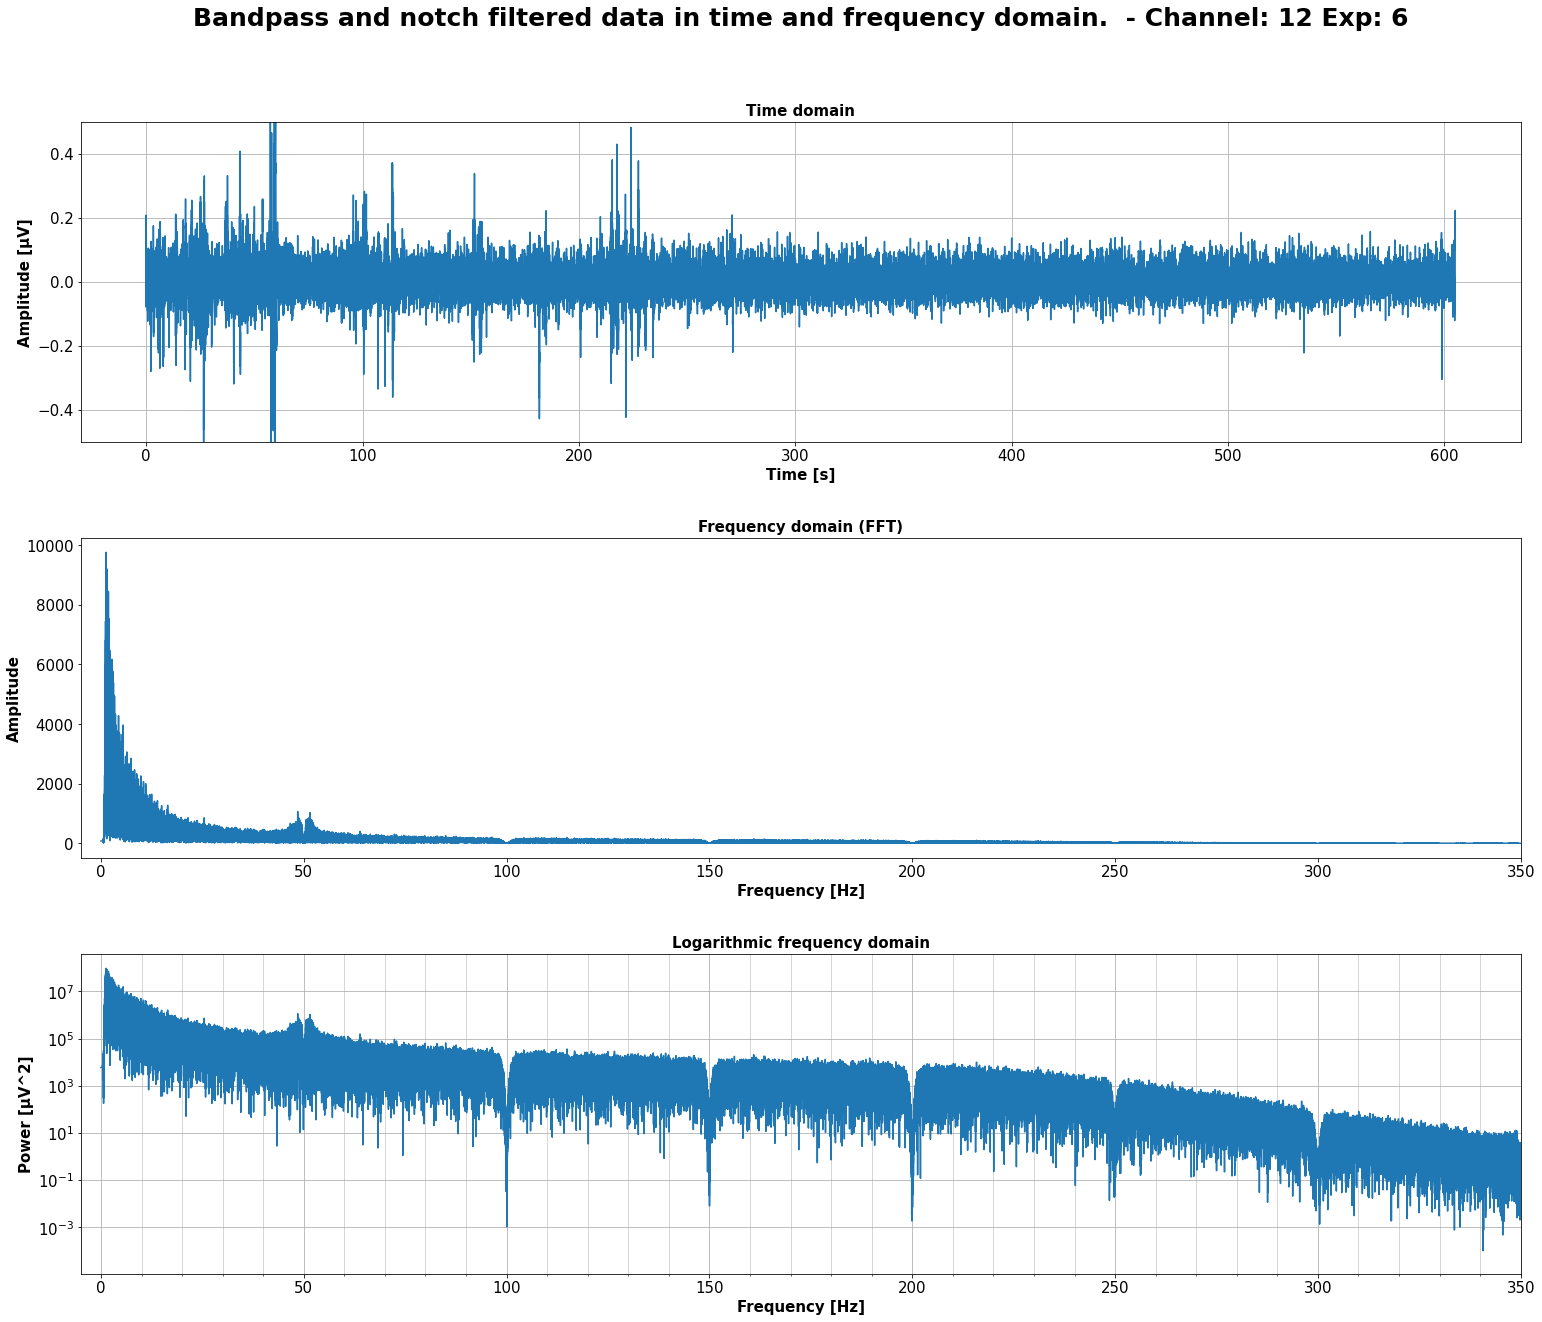 Bandpass and notch filtered data in time and frequency domain.  - Channel: 12 Exp: 6
Time domain
Amplitude [µV]
0.4
0.2
0.0
−0.2
−0.4
0 100 200 300 400 500 600
Time [s]
Frequency domain (FFT)
Amplitude
10000
8000
6000
4000
2000
0
0 50 100 150 200 250 300 350
Frequency [Hz]
Logarithmic frequency domain
Power [µV^2]
10^7
10^5
10^3
10^1
10^−1
10^−3
0 50 100 150 200 250 300 350
Frequency [Hz]